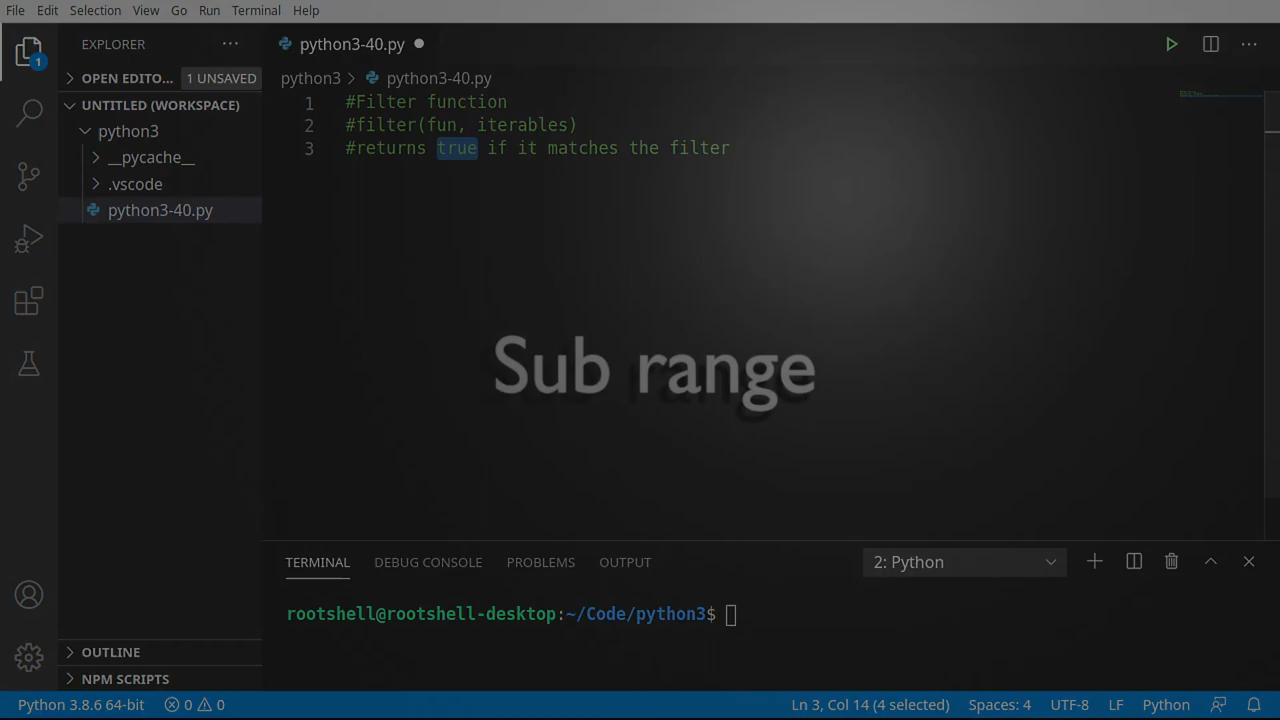 File Edit Selection View Go Run Terminal Help
EXPLORER
python3-40.py
OPEN EDITO... 1 UNSAVED
python3 > python3-40.py
UNTITLED (WORKSPACE)
python3
__pycache__
.vscode
python3-40.py
1 #Filter function
2 #filter(fun, iterables)
3 #returns true if it matches the filter
Sub range
TERMINAL DEBUG CONSOLE PROBLEMS OUTPUT 2: Python
rootshell@rootshell-desktop:~/Code/python3$
OUTLINE
NPM SCRIPTS
1
Python 3.8.6 64-bit 0 0 Ln 3, Col 14 (4 selected) Spaces: 4 UTF-8 LF Python